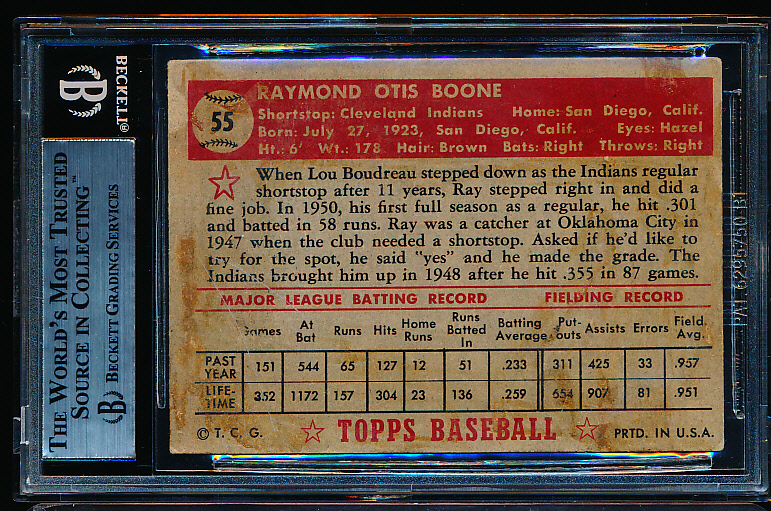 BECKETT®
THE WORLD'S MOST TRUSTED
SOURCE IN COLLECTING™
BECKETT GRADING SERVICES
B
B
55
RAYMOND OTIS BOONE
Shortstop: Cleveland Indians Home: San Diego, Calif.
Born: July 27, 1923, San Diego, Calif. Eyes: Hazel
Ht.: 6' Wt.: 178 Hair: Brown Bats: Right Throws: Right
When Lou Boudreau stepped down as the Indians regular
shortstop after 11 years, Ray stepped right in and did a
fine job. In 1950, his first full season as a regular, he hit .301
and batted in 58 runs. Ray was a catcher at Oklahoma City in
1947 when the club needed a shortstop. Asked if he'd like to
try for the spot, he said "yes" and he made the grade. The
Indians brought him up in 1948 after he hit .355 in 87 games.
MAJOR LEAGUE BATTING RECORD FIELDING RECORD
Games At Bat Runs Hits Home Runs Runs Batted In Batting Average Put-outs Assists Errors Field. Avg.
PAST YEAR 151 544 65 127 12 51 .233 311 425 33 .957
LIFE-TIME 352 1172 157 304 23 136 .259 654 907 81 .951
© T. C. G. TOPPS BASEBALL PRTD. IN U.S.A.